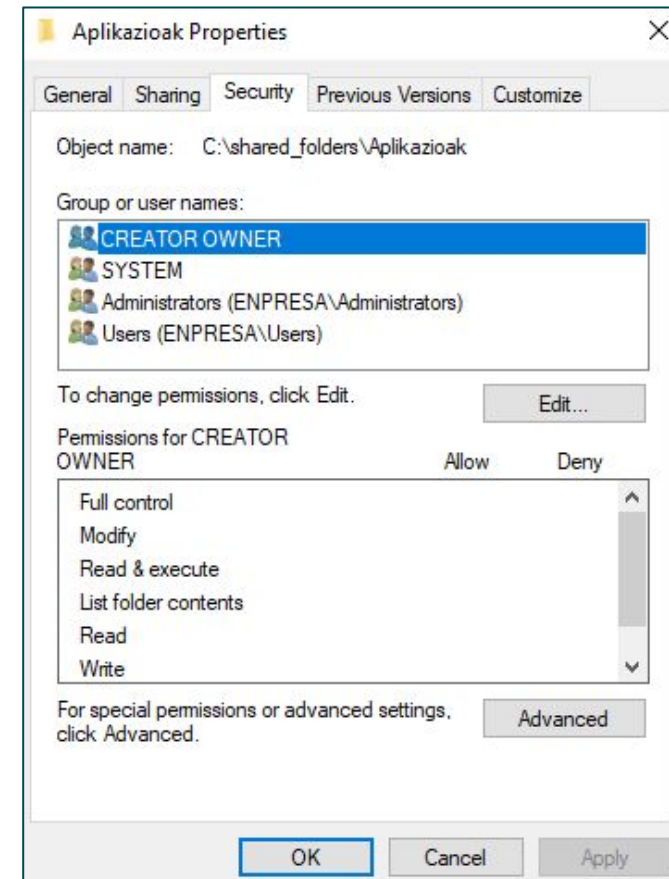 Aplikazioak Properties
General Sharing Security Previous Versions Customize
Object name: C:\shared_folders\Aplikazioak
Group or user names:
CREATOR OWNER
SYSTEM
Administrators (ENPRESA\Administrators)
Users (ENPRESA\Users)
To change permissions, click Edit.
Edit...
Permissions for CREATOR
OWNER Allow Deny
Full control
Modify
Read & execute
List folder contents
Read
Write
For special permissions or advanced settings,
click Advanced.
Advanced
OK Cancel Apply